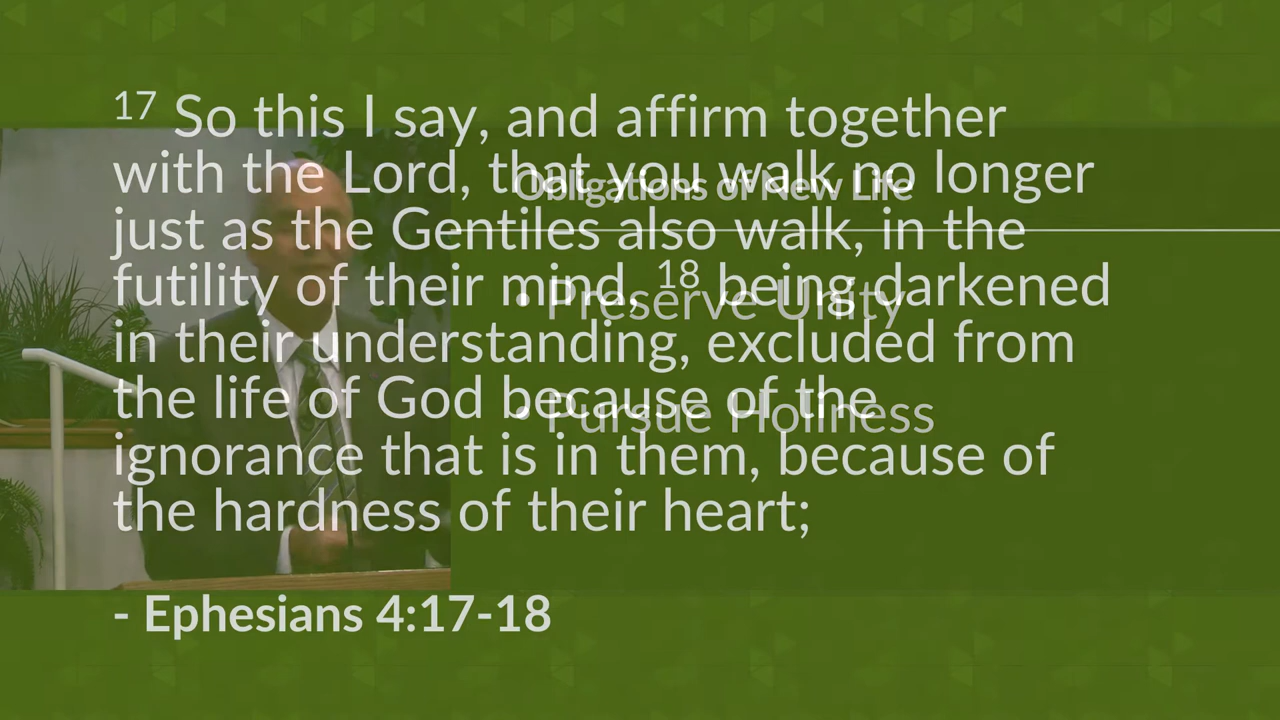 17 So this I say, and affirm together
with the Lord, that you walk no longer
just as the Gentiles also walk, in the
futility of their mind, 18 being darkened
in their understanding, excluded from
the life of God because of the
ignorance that is in them, because of
the hardness of their heart;
- Ephesians 4:17-18
Obligations of New Life
• Preserve Unity
• Pursue Holiness